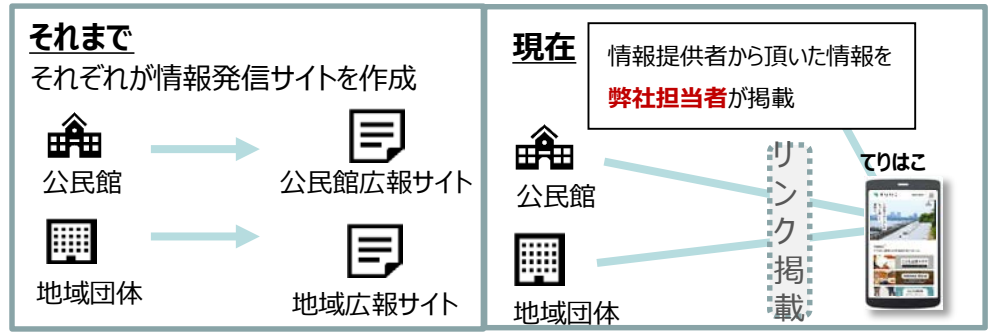 それまで
それぞれが情報発信サイトを作成
公民館
公民館広報サイト
地域団体
地域広報サイト
現在
情報提供者から頂いた情報を
弊社担当者が掲載
公民館
地域団体
リンク掲載
てりはこ